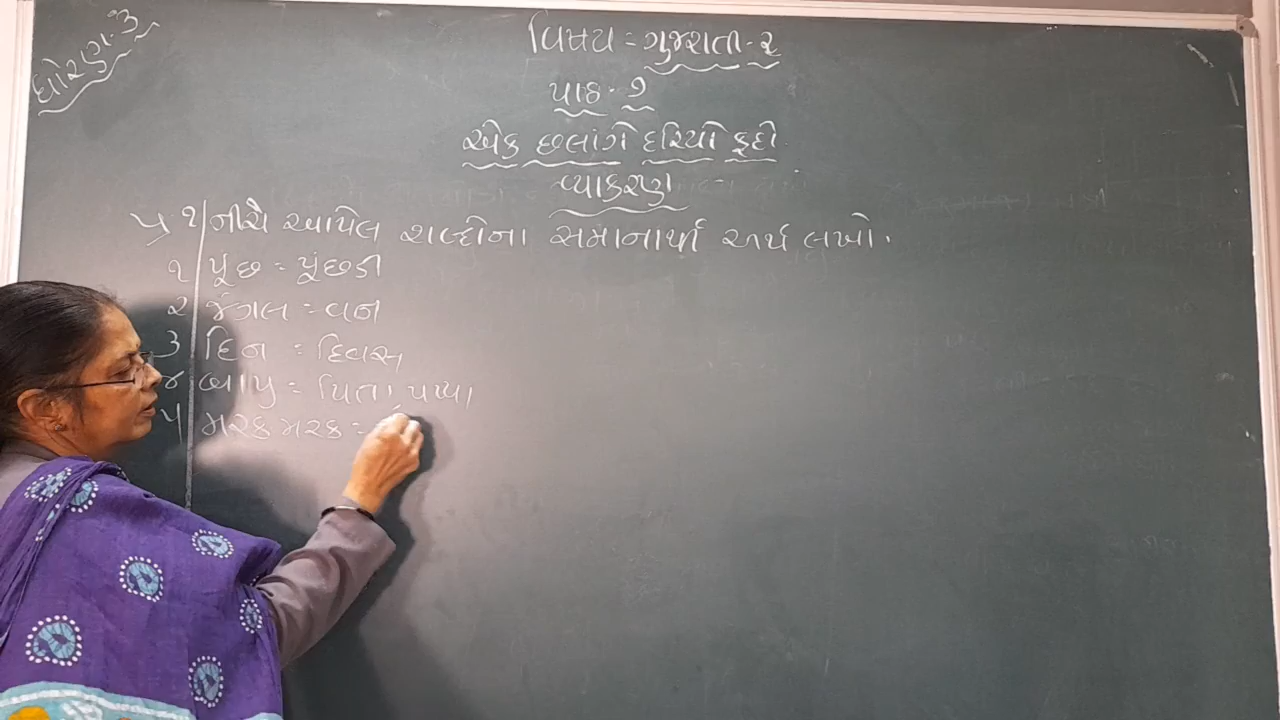 ધોરણ. ૩
વિષય = ગુજરાતી - ૨
પાઠ - ૭
એક છલાંગે દરિયો કૂદો
વ્યાકરણ
પ્ર ૧ નીચે આપેલ શબ્દોના સમાનાર્થી અર્થ લખો.
૧ પૂંછ = પૂંછડી
૨ જંગલ = વન
૩ દિન = દિવસ
૪ બાપુ = પિતા, પપ્પા
૫ મરક મરક =